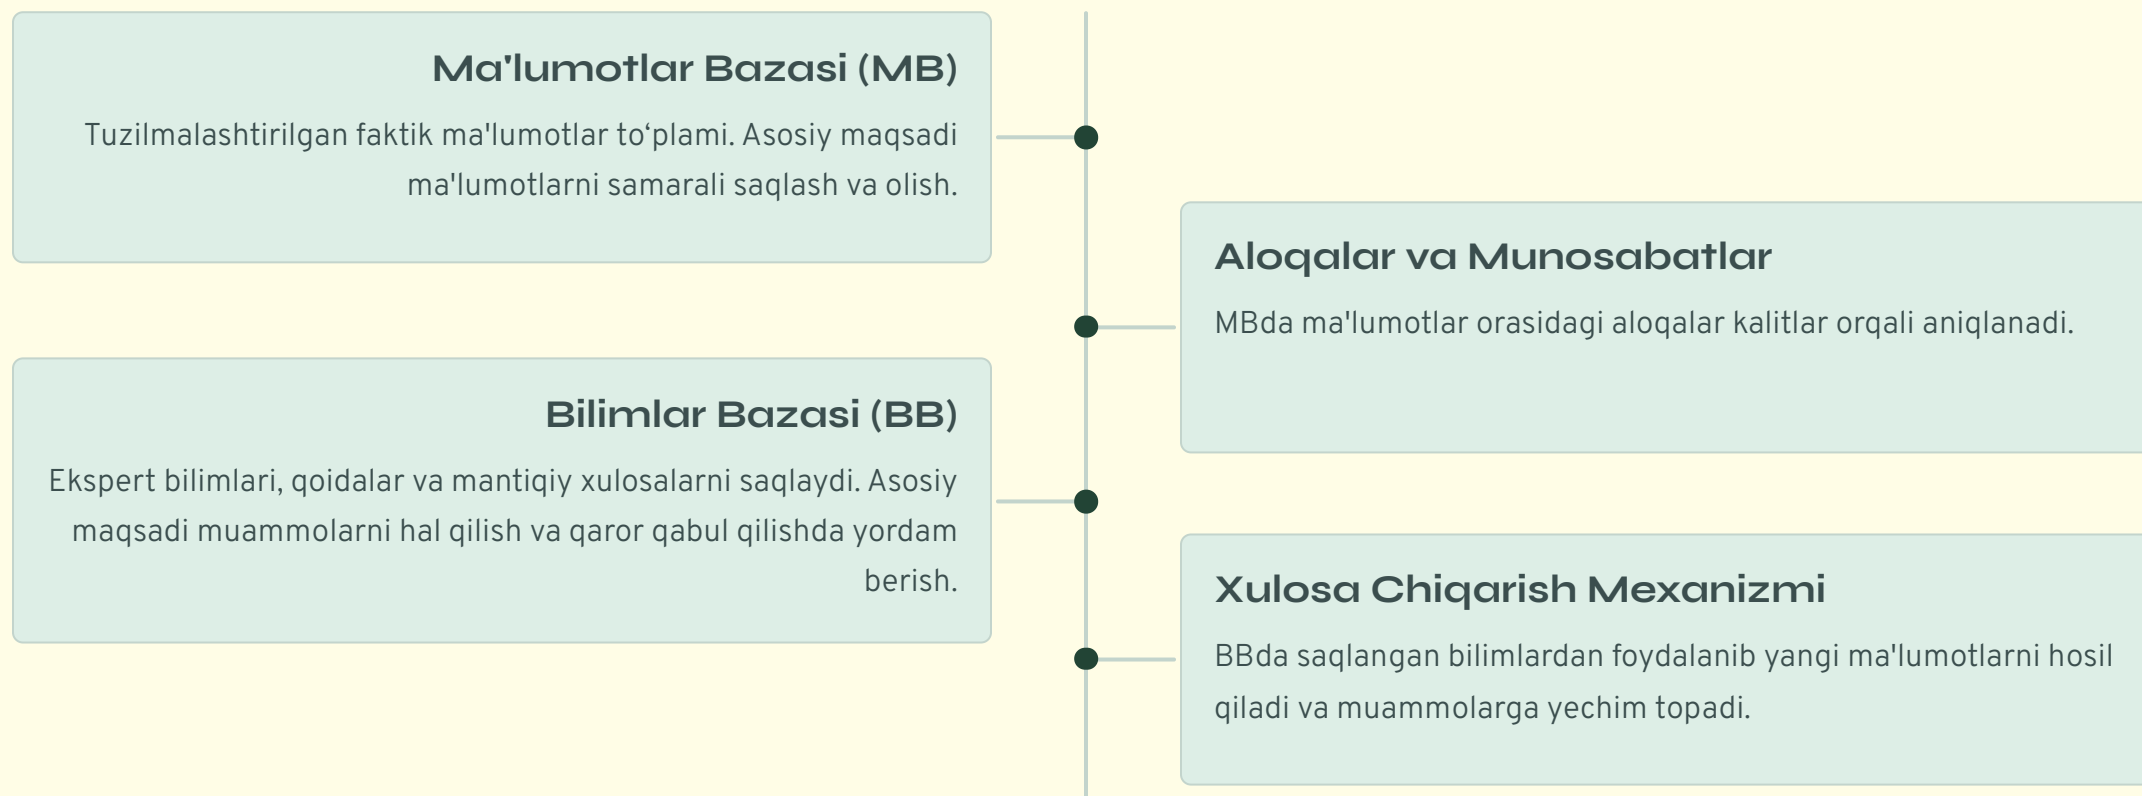 Ma'lumotlar Bazasi (MB)
Tuzilmalashtirilgan faktik ma'lumotlar to‘plami. Asosiy maqsadi
ma'lumotlarni samarali saqlash va olish.
Aloqalar va Munosabatlar
MBda ma'lumotlar orasidagi aloqalar kalitlar orqali aniqlanadi.
Bilimlar Bazasi (BB)
Ekspert bilimlari, qoidalar va mantiqiy xulosalarni saqlaydi. Asosiy
maqsadi muammolarni hal qilish va qaror qabul qilishda yordam
berish.
Xulosa Chiqarish Mexanizmi
BBda saqlangan bilimlardan foydalanib yangi ma'lumotlarni hosil
qiladi va muammolarga yechim topadi.